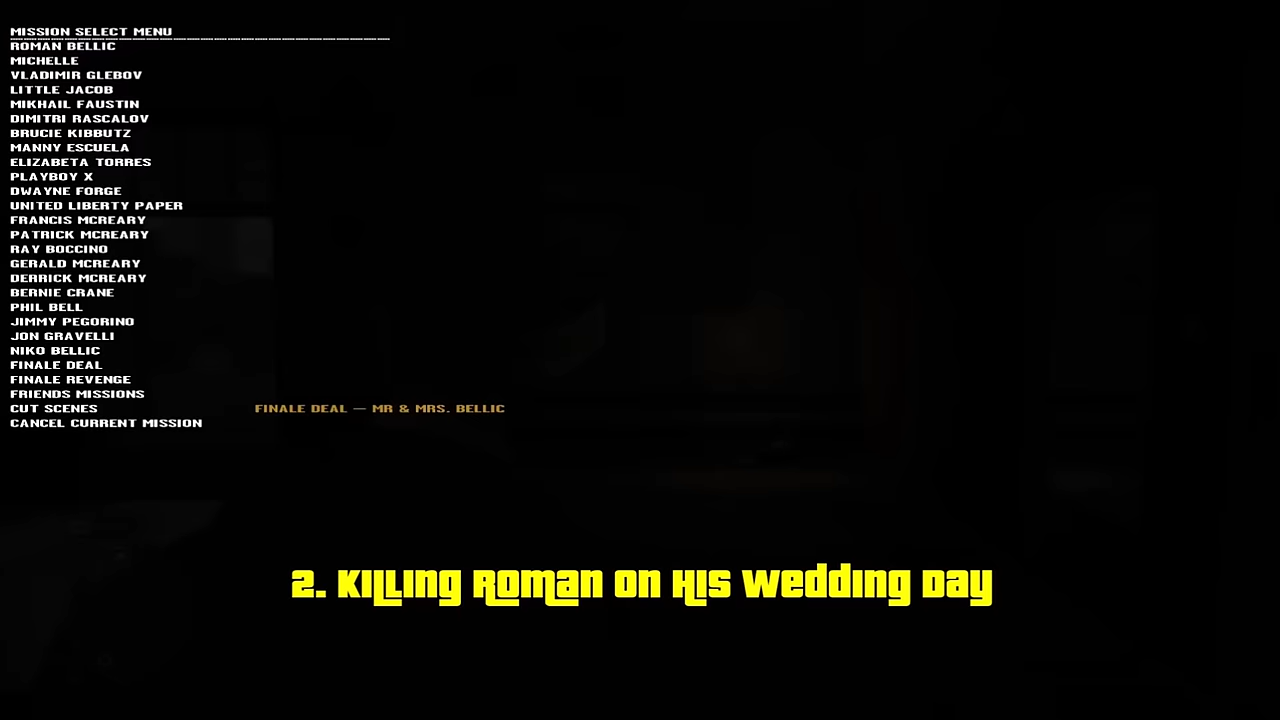 MISSION SELECT MENU
ROMAN BELLIC
MICHELLE
VLADIMIR GLEBOV
LITTLE JACOB
MIKHAIL FAUSTIN
DIMITRI RASCALOV
BRUCIE KIBBUTZ
MANNY ESCUELA
ELIZABETA TORRES
PLAYBOY X
DWAYNE FORGE
UNITED LIBERTY PAPER
FRANCIS MCREARY
PATRICK MCREARY
RAY BOCCINO
GERALD MCREARY
DERRICK MCREARY
BERNIE CRANE
PHIL BELL
JIMMY PEGORINO
JON GRAVELLI
NIKO BELLIC
FINALE DEAL
FINALE REVENGE
FRIENDS MISSIONS
CUT SCENES
FINALE DEAL — MR & MRS. BELLIC
CANCEL CURRENT MISSION
2. Killing Roman on His Wedding Day